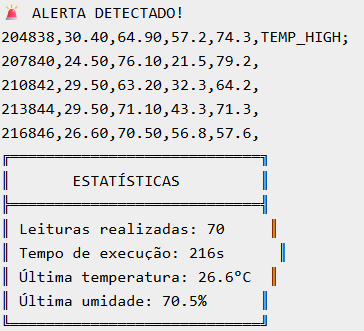 🚨 ALERTA DETECTADO!
204838,30.40,64.90,57.2,74.3,TEMP_HIGH;
207840,24.50,76.10,21.5,79.2,
210842,29.50,63.20,32.3,64.2,
213844,29.50,71.10,43.3,71.3,
216846,26.60,70.50,56.8,57.6,
ESTATÍSTICAS
Leituras realizadas: 70
Tempo de execução: 216s
Última temperatura: 26.6°C
Última umidade: 70.5%